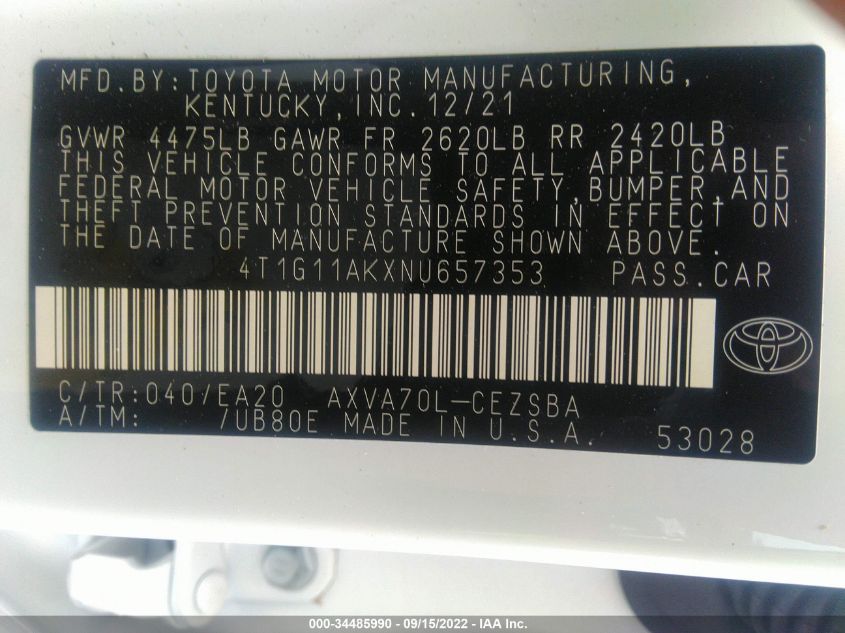 MFD.BY:TOYOTA MOTOR MANUFACTURING,
KENTUCKY,INC.12/21
GVWR 4475LB GAWR FR 2620LB RR 2420LB
THIS VEHICLE CONFORMS TO ALL APPLICABLE
FEDERAL MOTOR VEHICLE SAFETY,BUMPER,AND
THEFT PREVENTION STANDARDS IN EFFECT ON
THE DATE OF MANUFACTURE SHOWN ABOVE.
4T1G11AKXNU657353 PASS.CAR
C/TR:040/EA20 AXVA70L-CEZSBA
A/TM: /UB80E MADE IN U.S.A. 53028
000-34485990 - 09/15/2022 - IAA Inc.